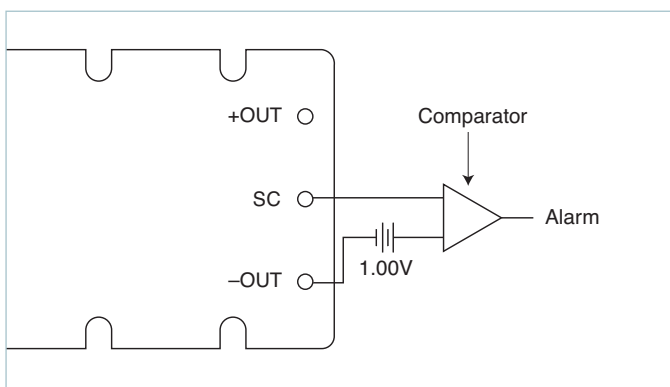 +OUT
Comparator
SC
Alarm
–OUT
1.00V